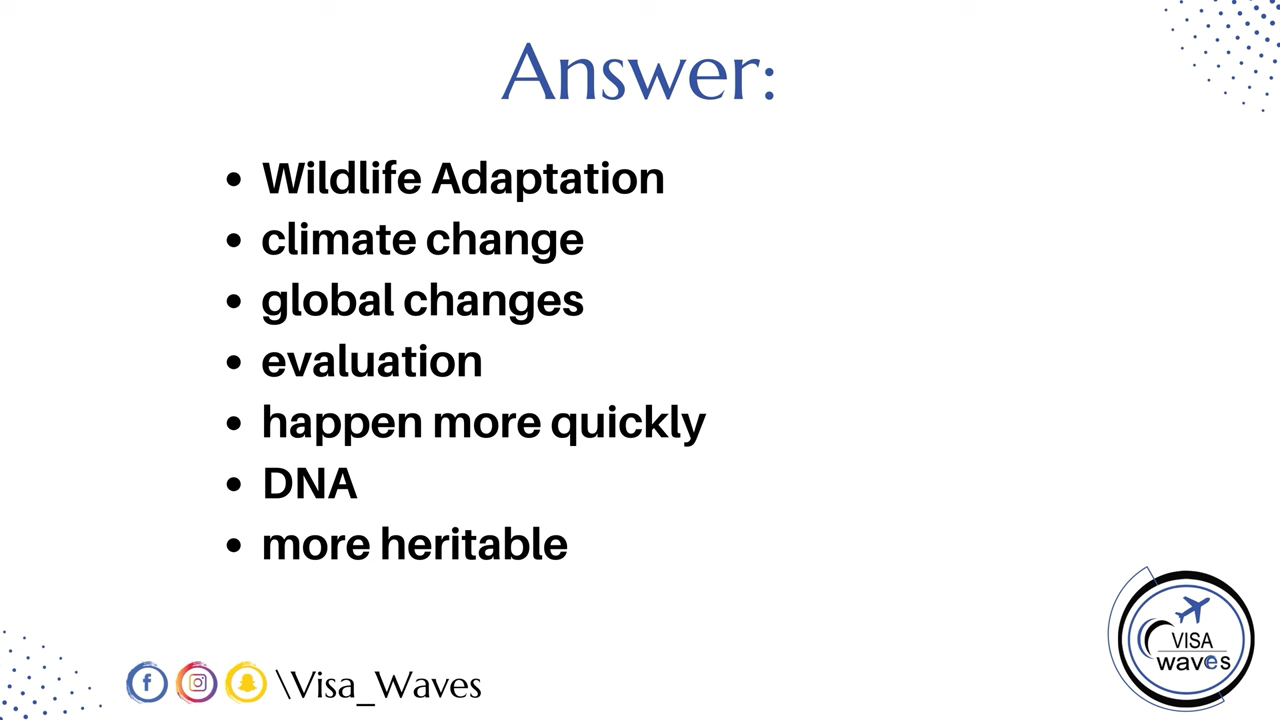 Answer:
• Wildlife Adaptation
• climate change
• global changes
• evaluation
• happen more quickly
• DNA
• more heritable
\Visa_Waves
VISA
waves